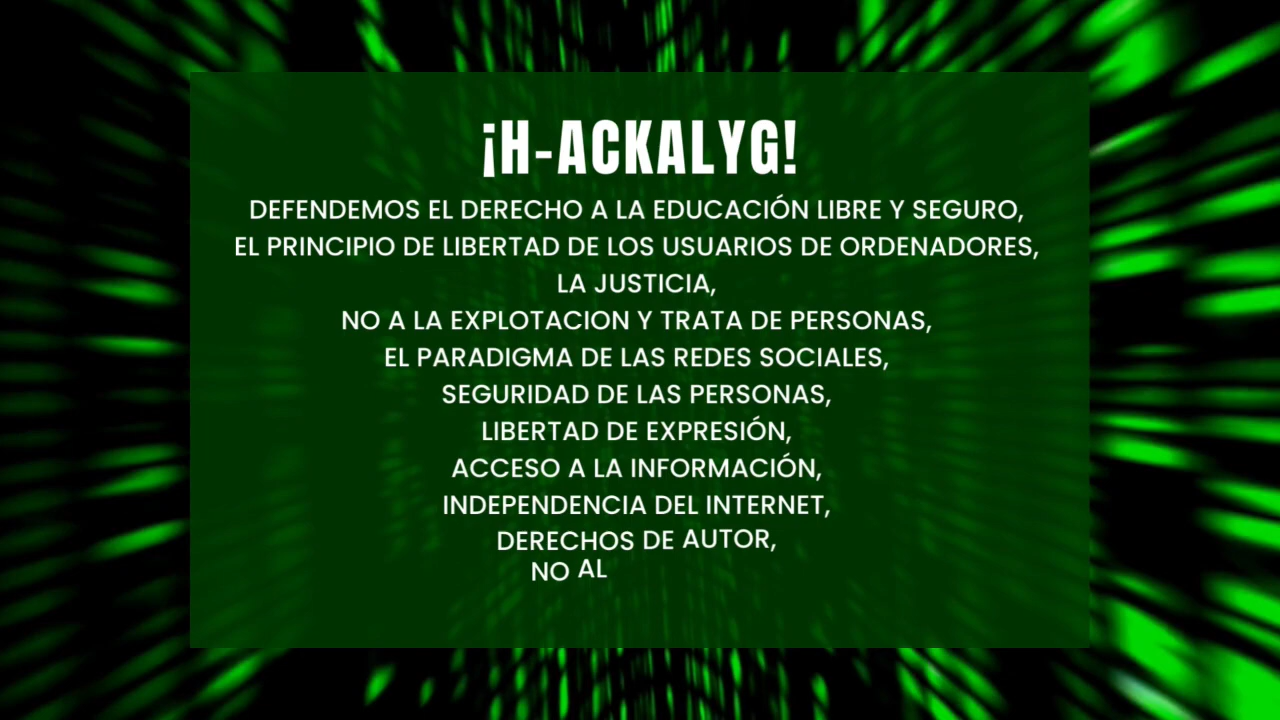 ¡H-ACKALYG!
DEFENDEMOS EL DERECHO A LA EDUCACIÓN LIBRE Y SEGURO,
EL PRINCIPIO DE LIBERTAD DE LOS USUARIOS DE ORDENADORES,
LA JUSTICIA,
NO A LA EXPLOTACION Y TRATA DE PERSONAS,
EL PARADIGMA DE LAS REDES SOCIALES,
SEGURIDAD DE LAS PERSONAS,
LIBERTAD DE EXPRESIÓN,
ACCESO A LA INFORMACIÓN,
INDEPENDENCIA DEL INTERNET,
DERECHOS DE AUTOR,
NO AL